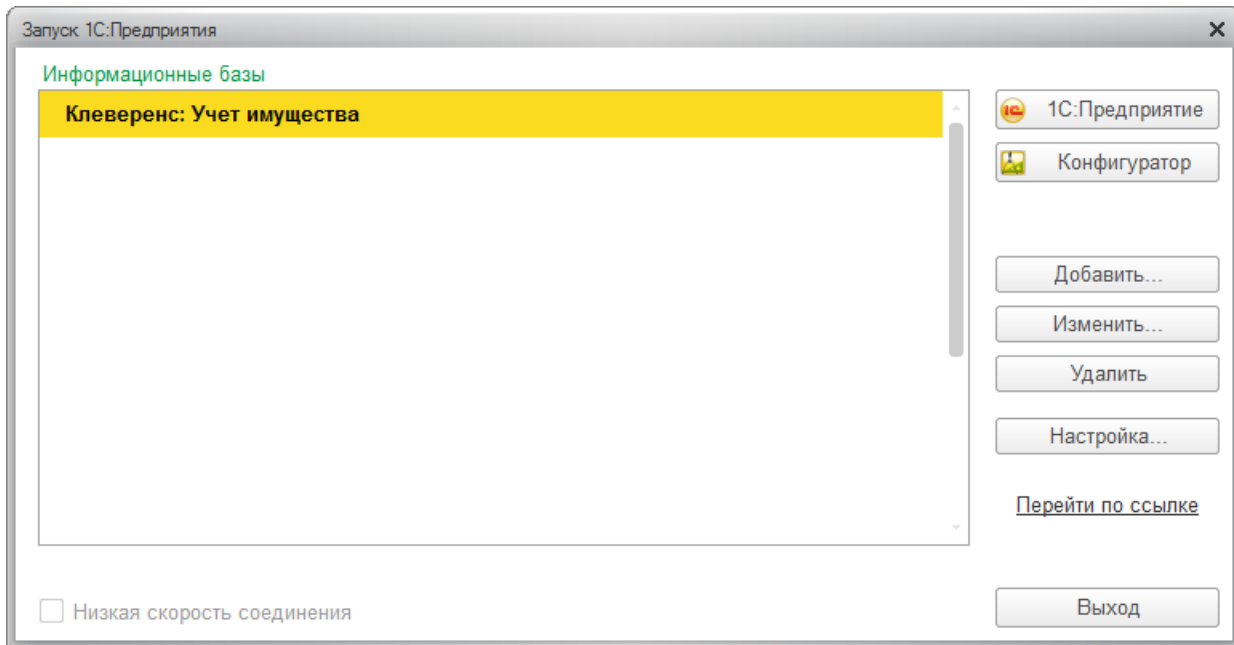 Запуск 1С:Предприятия
Информационные базы
Клеверенс: Учет имущества
1С:Предприятие
Конфигуратор
Добавить...
Изменить...
Удалить
Настройка...
Перейти по ссылке
Низкая скорость соединения
Выход